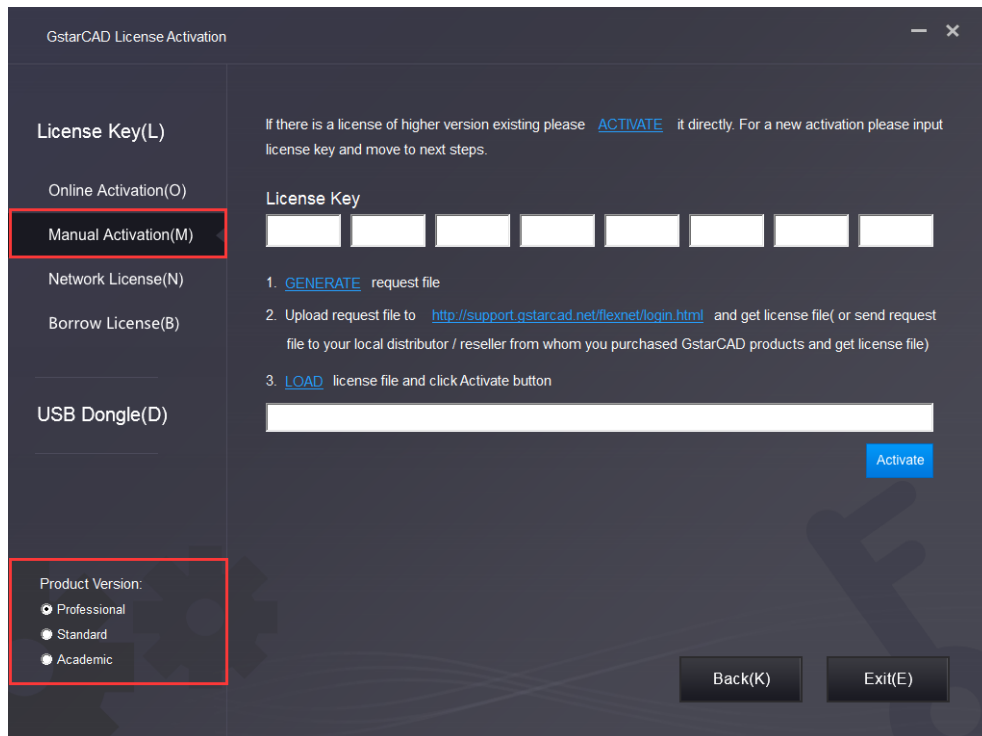 GstarCAD License Activation
License Key(L)
Online Activation(O)
Manual Activation(M)
Network License(N)
Borrow License(B)
USB Dongle(D)
Product Version:
Professional
Standard
Academic
If there is a license of higher version existing please ACTIVATE it directly. For a new activation please input
license key and move to next steps.
License Key
1. GENERATE request file
2. Upload request file to http://support.gstarcad.net/flexnet/login.html and get license file( or send request
file to your local distributor / reseller from whom you purchased GstarCAD products and get license file)
3. LOAD license file and click Activate button
Activate
Back(K)
Exit(E)